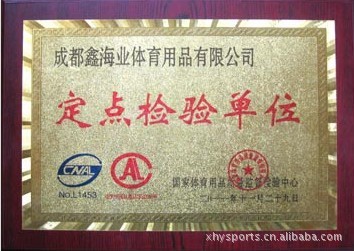 成都鑫海业体育用品有限公司
定点检验单位
CNAL
No.L1453
AL
国家体育用品质量监督检验中心
二〇一一年十一月二十九日
xhysports.cn.alibaba.com